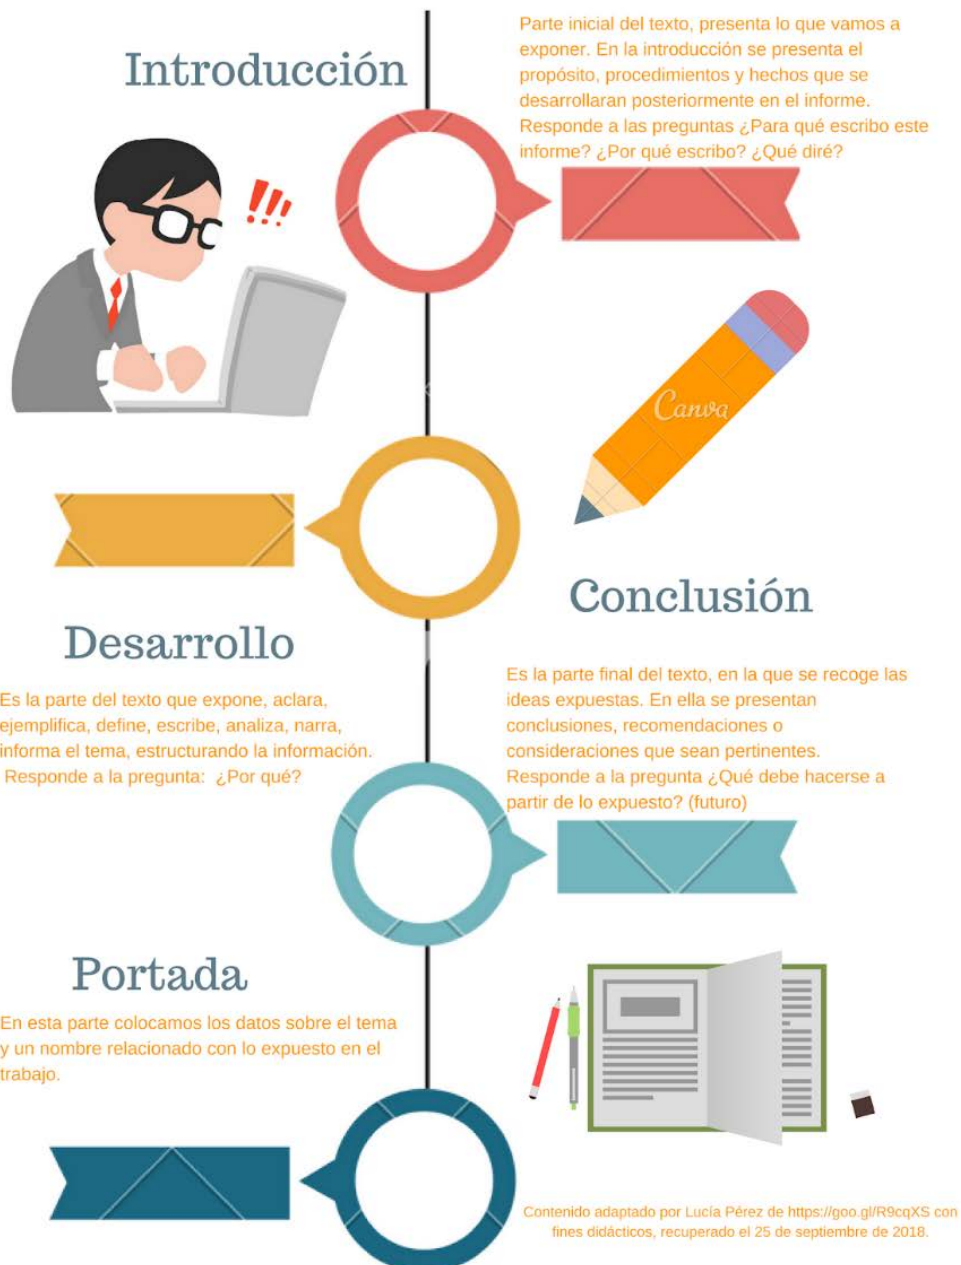 Introducción
Parte inicial del texto, presenta lo que vamos a
exponer. En la introducción se presenta el
propósito, procedimientos y hechos que se
desarrollaran posteriormente en el informe.
Responde a las preguntas ¿Para qué escribo este
informe? ¿Por qué escribo? ¿Qué diré?
!!!
Canva
Desarrollo
Es la parte del texto que expone, aclara,
ejemplifica, define, escribe, analiza, narra,
informa el tema, estructurando la información.
Responde a la pregunta: ¿Por qué?
Conclusión
Es la parte final del texto, en la que se recoge las
ideas expuestas. En ella se presentan
conclusiones, recomendaciones o
consideraciones que sean pertinentes.
Responde a la pregunta ¿Qué debe hacerse a
partir de lo expuesto? (futuro)
Portada
En esta parte colocamos los datos sobre el tema
y un nombre relacionado con lo expuesto en el
trabajo.
Contenido adaptado por Lucía Pérez de https://goo.gl/R9cqXS con
fines didácticos, recuperado el 25 de septiembre de 2018.